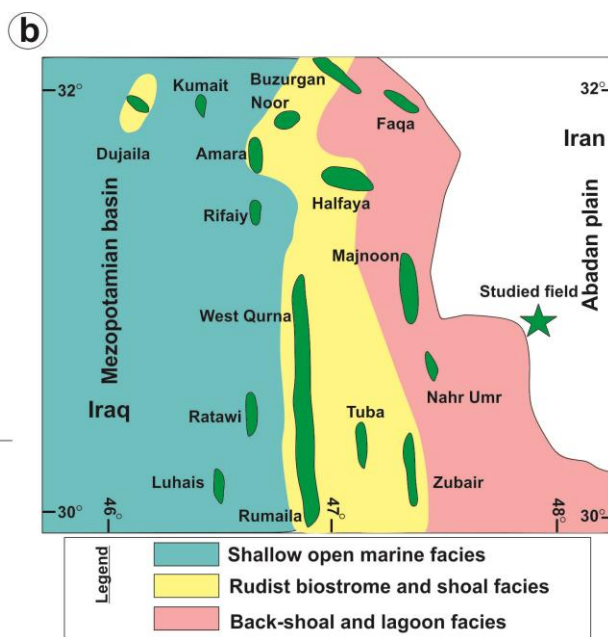 b
32°
Kumait
Buzurgan
32°
Noor
Faqa
Iran
Dujaila
Amara
Halfaya
Rifaiy
Mezopotamian basin
Abadan plain
Majnoon
Studied field
West Qurna
Nahr Umr
Iraq
Ratawi
Tuba
Luhais
Zubair
Rumaila
30°
46°
47°
48°
30°
Legend
Shallow open marine facies
Rudist biostrome and shoal facies
Back-shoal and lagoon facies